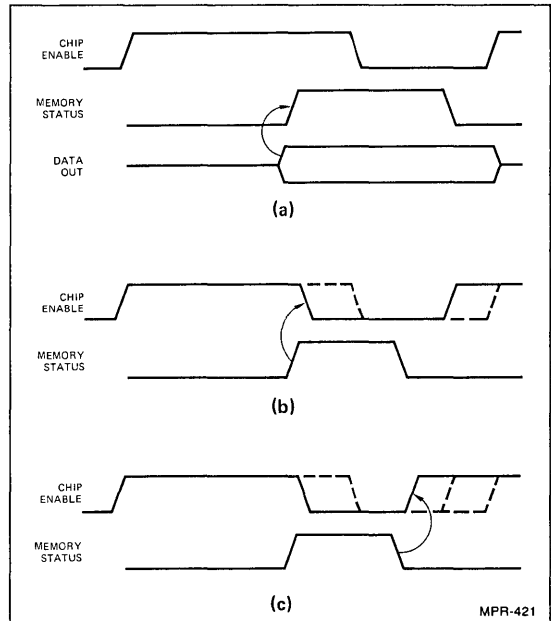 CHIP
ENABLE
MEMORY
STATUS
DATA
OUT
(a)
CHIP
ENABLE
MEMORY
STATUS
(b)
CHIP
ENABLE
MEMORY
STATUS
(c)
MPR-421